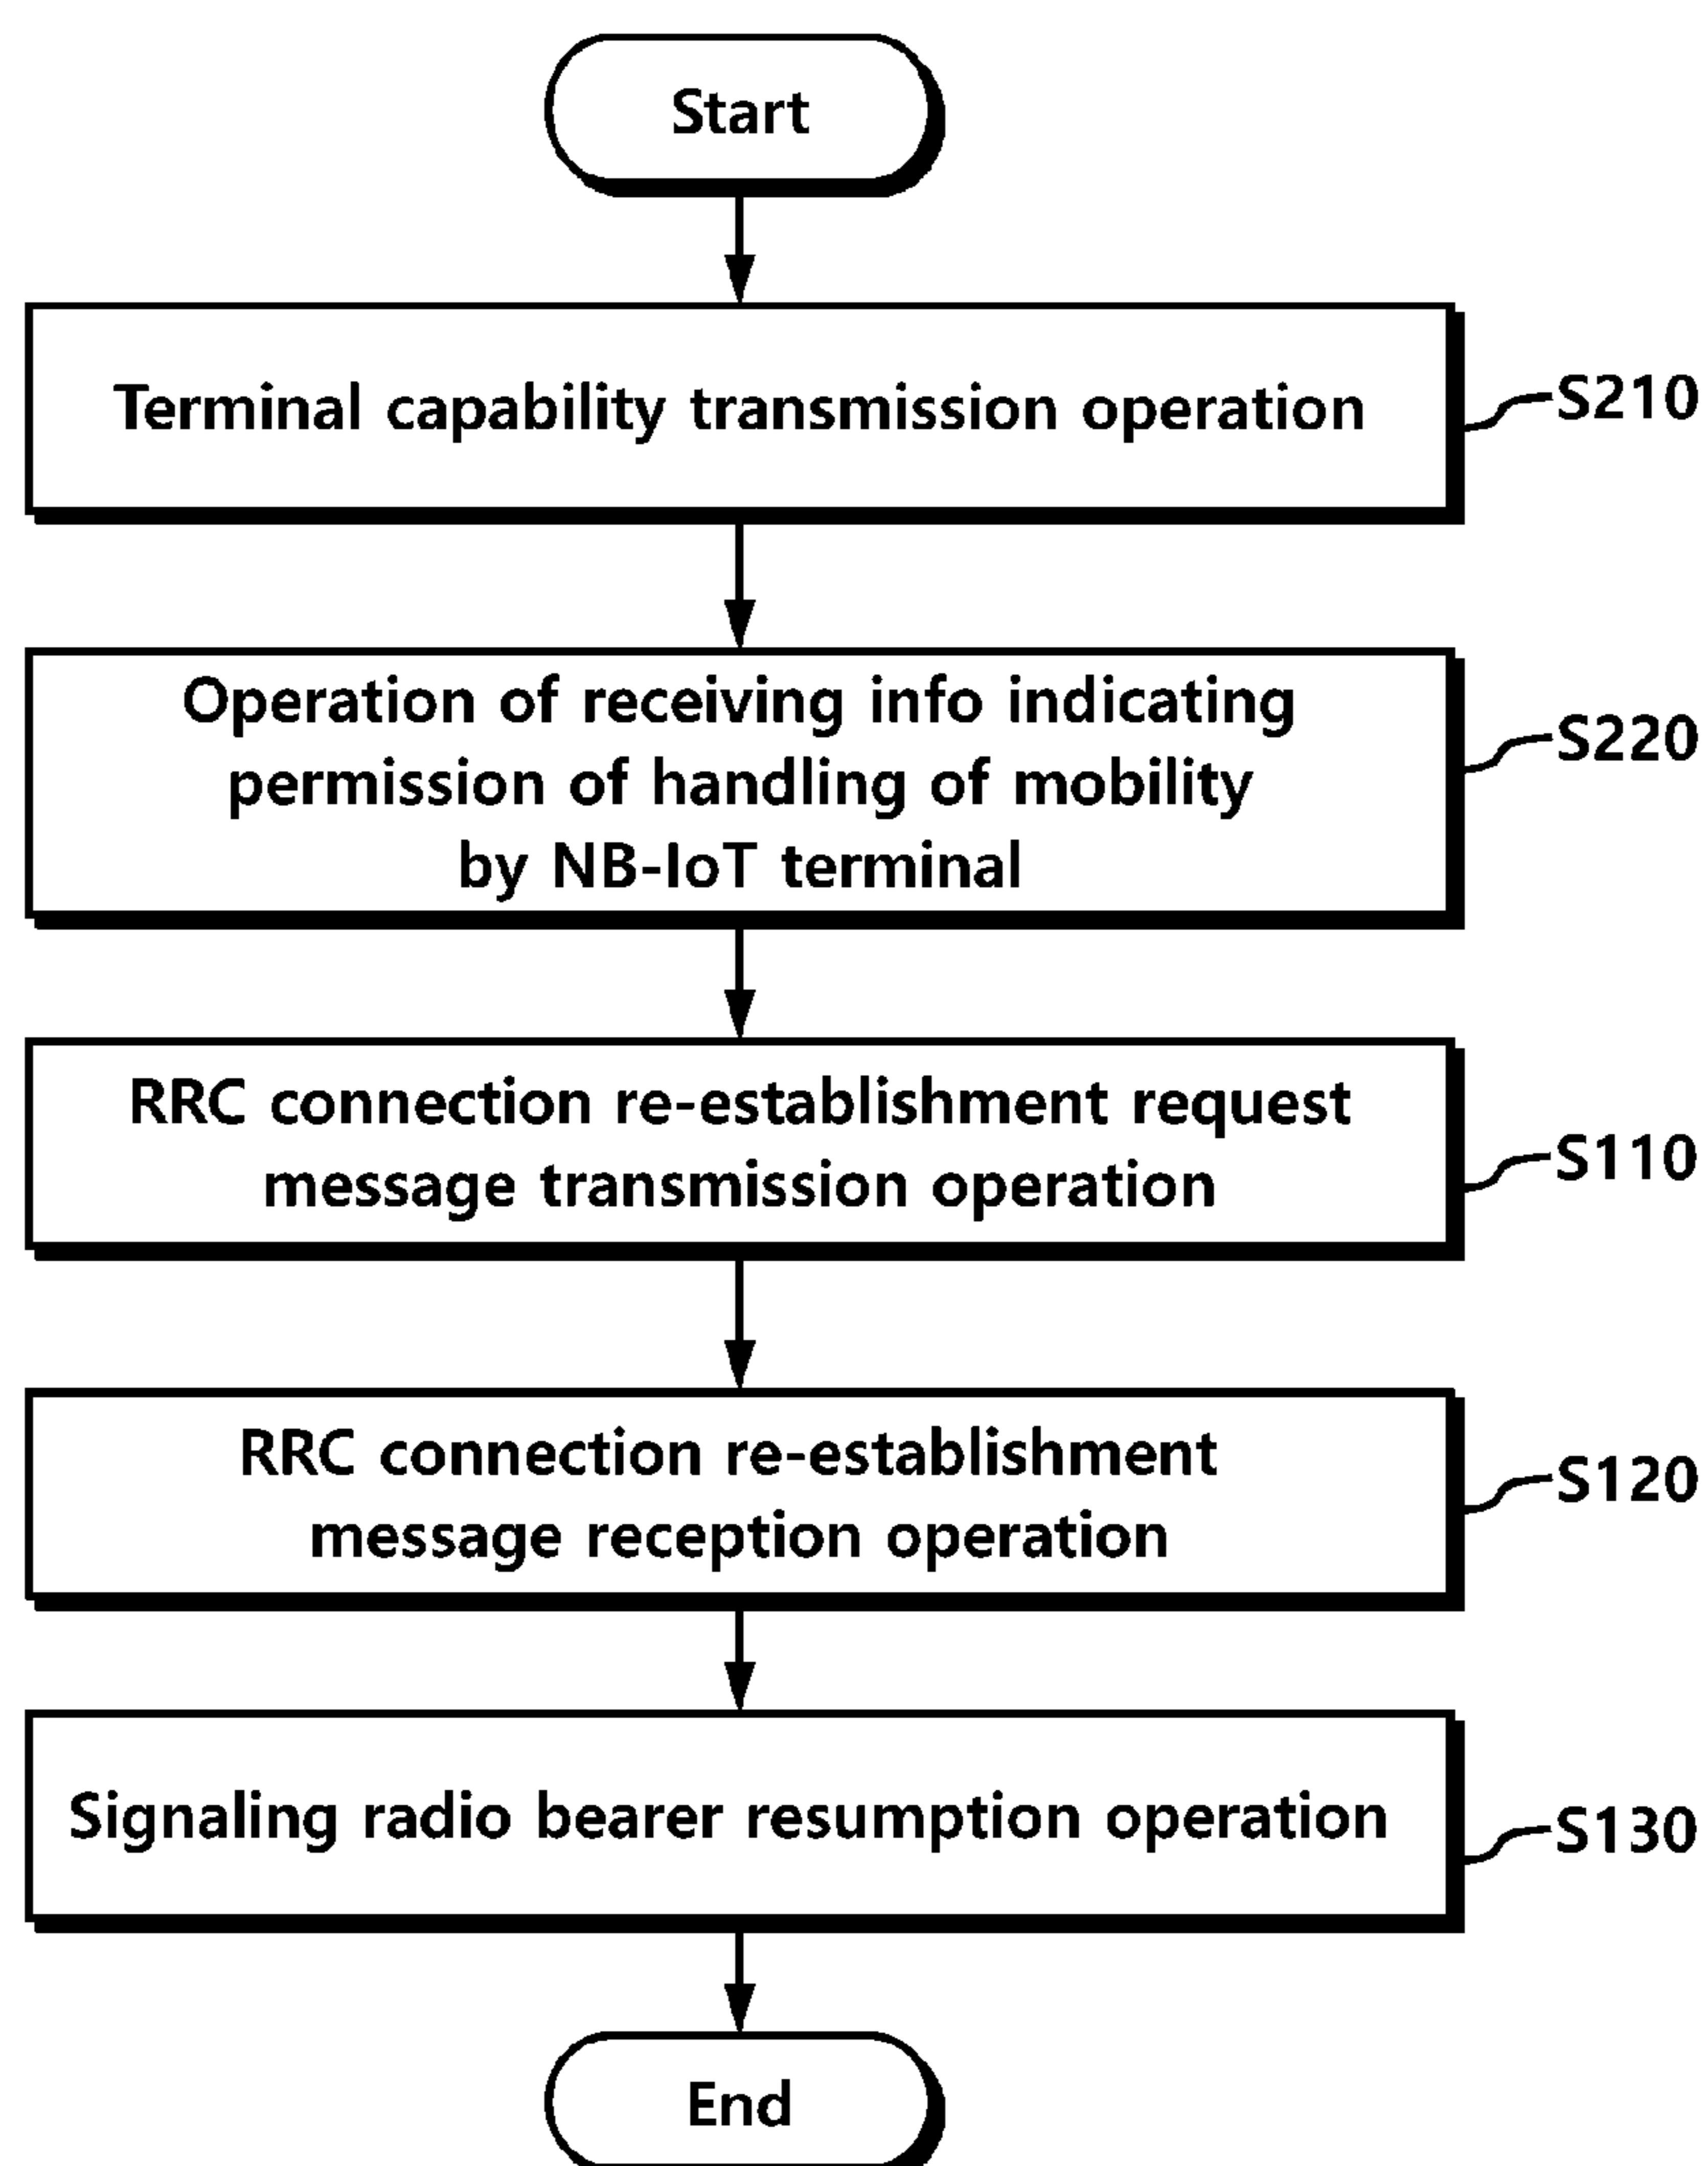 Start
Terminal capability transmission operation
S210
Operation of receiving info indicating
permission of handling of mobility
by NB-IoT terminal
S220
RRC connection re-establishment request
message transmission operation
S110
RRC connection re-establishment
message reception operation
S120
Signaling radio bearer resumption operation
S130
End